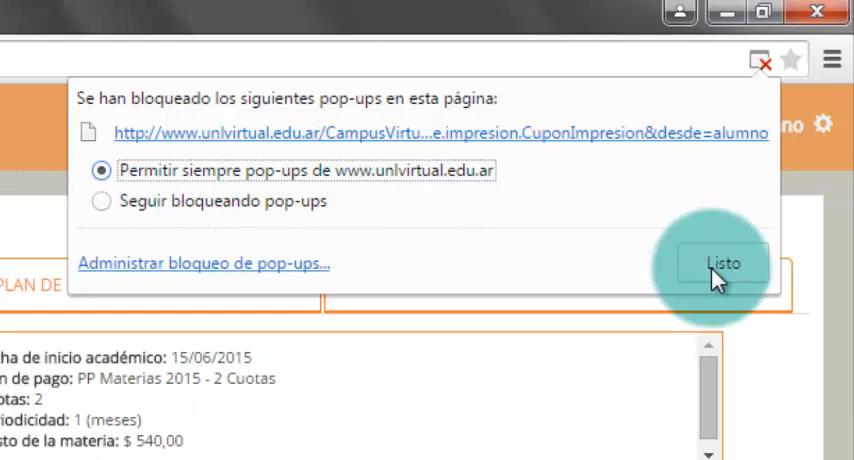 Se han bloqueado los siguientes pop-ups en esta página:
no
http://www.unlvirtual.edu.ar/CampusVirtu...e.impresion.CuponImpresion&desde=alumno
Permitir siempre pop-ups de www.unlvirtual.edu.ar
Seguir bloqueando pop-ups
Administrar bloqueo de pop-ups...
Listo
PLAN DE
ha de inicio académico: 15/06/2015
n de pago: PP Materias 2015 - 2 Cuotas
otas: 2
iodicidad: 1 (meses)
sto de la materia: $ 540,00